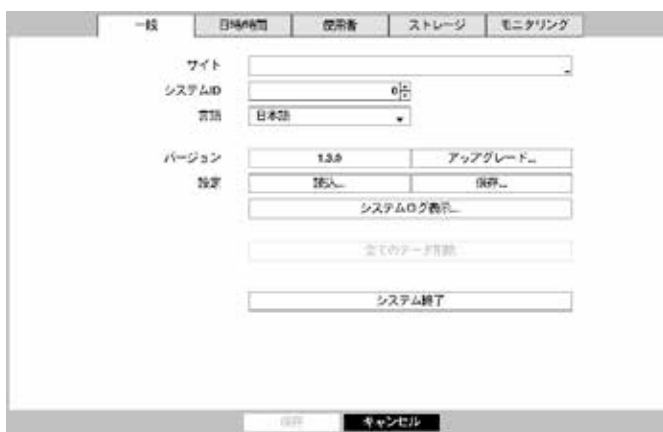 一般 日時/時間 使用者 ストレージ モニタリング
サイト
システムID 0
言語 日本語
バージョン 1.3.0 アップグレード...
設定 読込... 保存...
システムログ表示...
全てのデータ削除
システム終了
保存 キャンセル